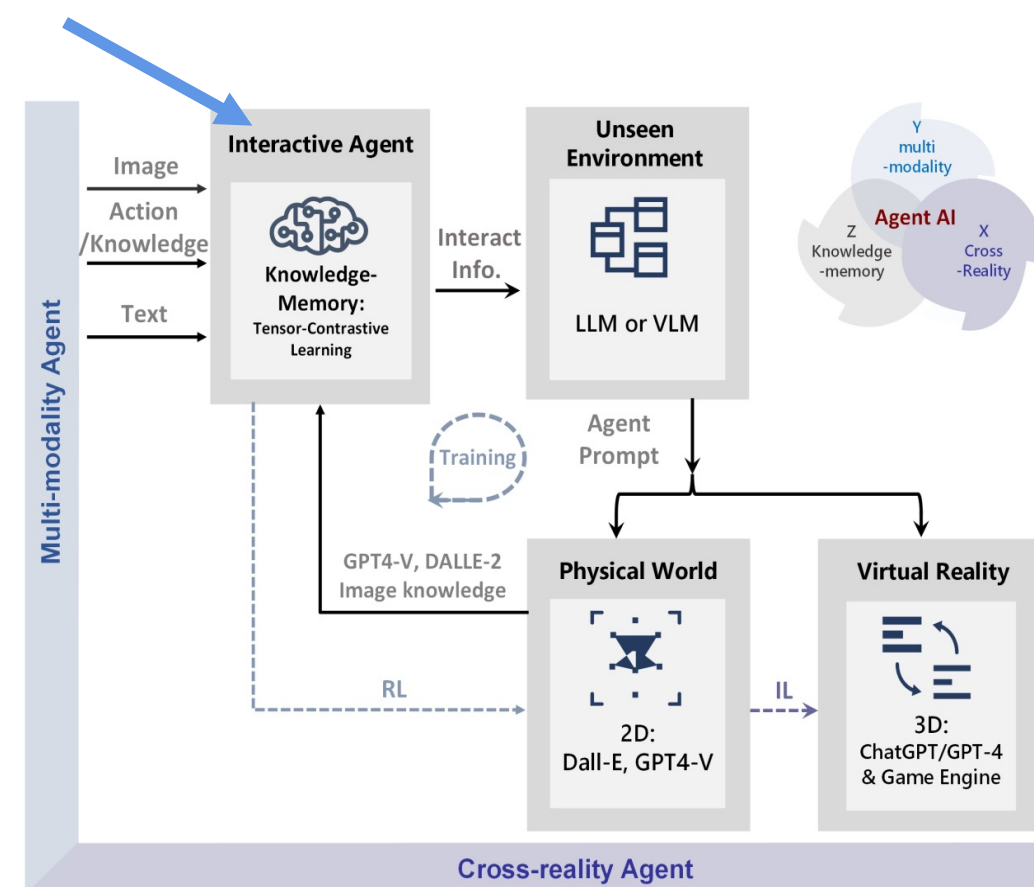 Multi-modality Agent
Image
Action
/Knowledge
Text
Interactive Agent
Knowledge-
Memory:
Tensor-Contrastive
Learning
Interact
Info.
Unseen
Environment
LLM or VLM
Y
multi
-modality
Agent AI
Z
Knowledge
-memory
X
Cross
-Reality
Agent
Prompt
Training
GPT4-V, DALLE-2
Image knowledge
RL
Physical World
2D:
Dall-E, GPT4-V
IL
Virtual Reality
3D:
ChatGPT/GPT-4
& Game Engine
Cross-reality Agent